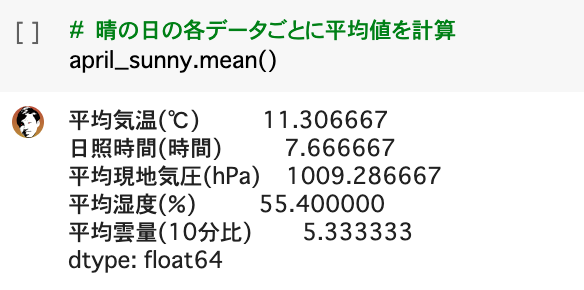 [ ] # 晴の日の各データごとに平均値を計算
april_sunny.mean()
平均気温(℃) 11.306667
日照時間(時間) 7.666667
平均現地気圧(hPa) 1009.286667
平均湿度(%) 55.400000
平均雲量(10分比) 5.333333
dtype: float64